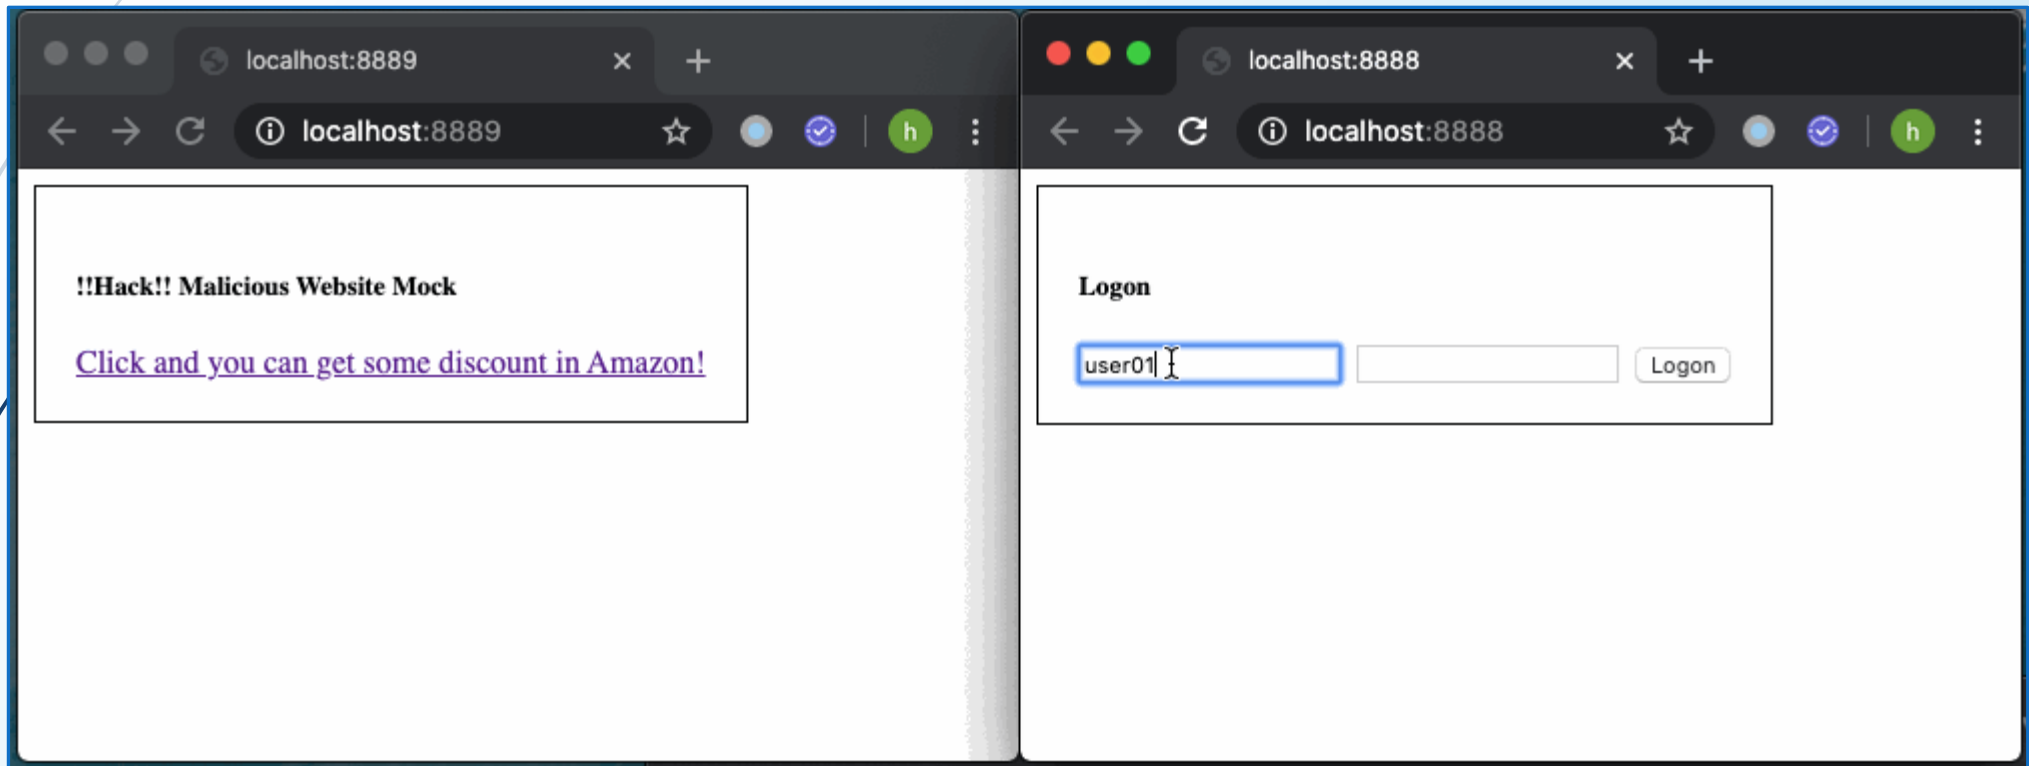 localhost:8889
localhost:8889
h
!!Hack!! Malicious Website Mock
Click and you can get some discount in Amazon!
localhost:8888
localhost:8888
h
Logon
user01
Logon